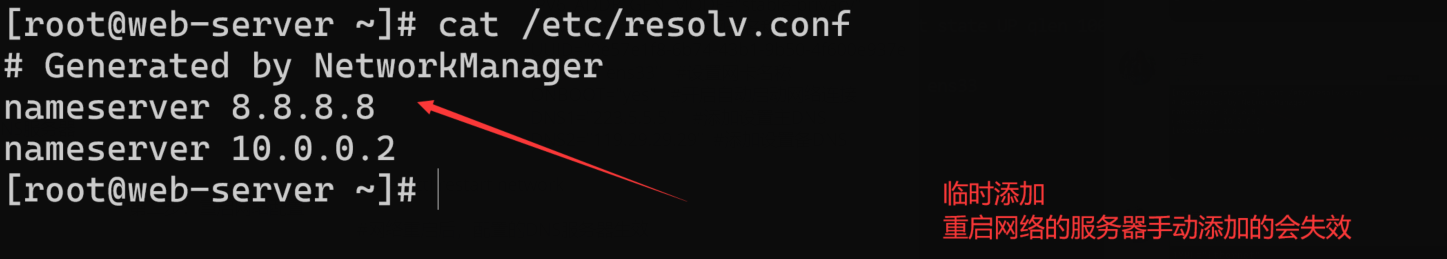 [root@web-server ~]# cat /etc/resolv.conf
# Generated by NetworkManager
nameserver 8.8.8.8
nameserver 10.0.0.2
[root@web-server ~]#
临时添加
重启网络的服务器手动添加的会失效